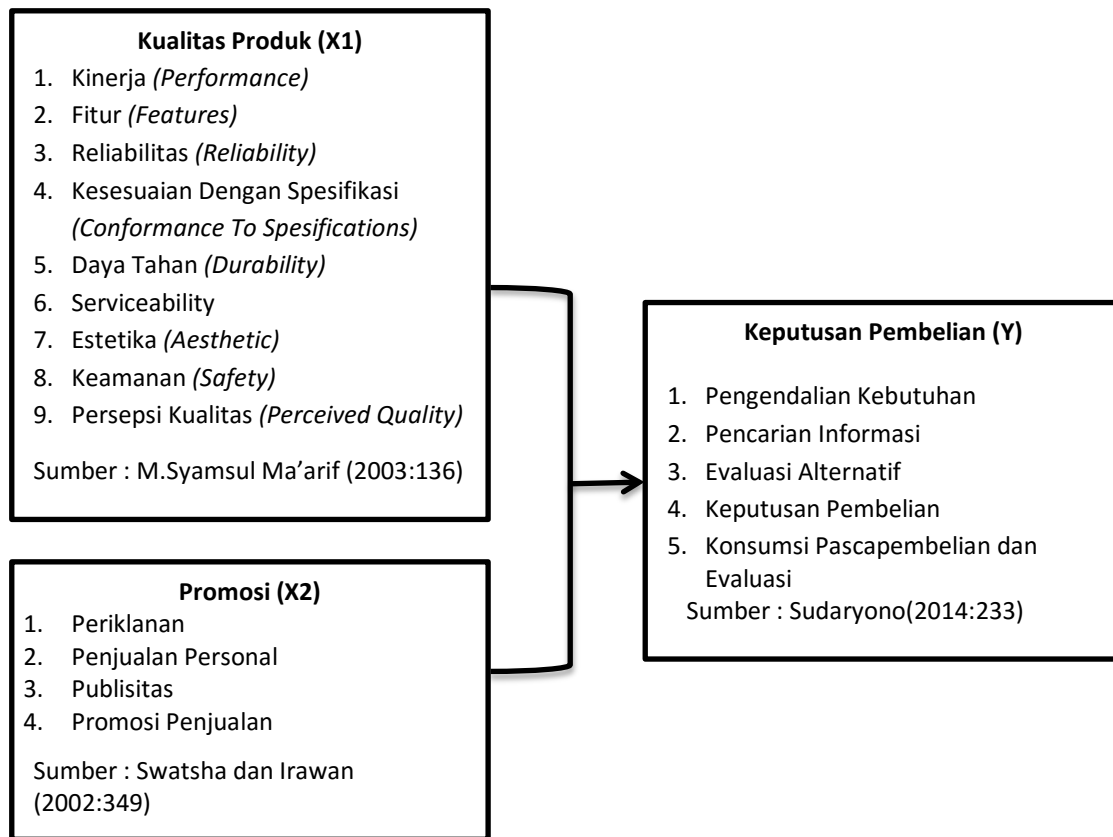 Kualitas Produk (X1)
1. Kinerja (Performance)
2. Fitur (Features)
3. Reliabilitas (Reliability)
4. Kesesuaian Dengan Spesifikasi
(Conformance To Spesifications)
5. Daya Tahan (Durability)
6. Serviceability
7. Estetika (Aesthetic)
8. Keamanan (Safety)
9. Persepsi Kualitas (Perceived Quality)
Sumber : M.Syamsul Ma’arif (2003:136)
Promosi (X2)
1. Periklanan
2. Penjualan Personal
3. Publisitas
4. Promosi Penjualan
Sumber : Swatsha dan Irawan
(2002:349)
Keputusan Pembelian (Y)
1. Pengendalian Kebutuhan
2. Pencarian Informasi
3. Evaluasi Alternatif
4. Keputusan Pembelian
5. Konsumsi Pascapembelian dan
Evaluasi
Sumber : Sudaryono(2014:233)